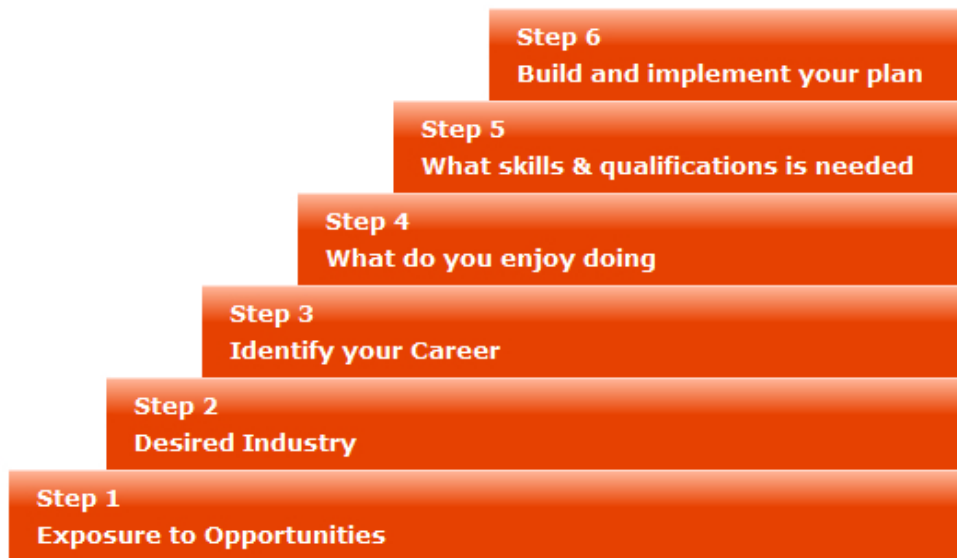 Step 6
Build and implement your plan
Step 5
What skills & qualifications is needed
Step 4
What do you enjoy doing
Step 3
Identify your Career
Step 2
Desired Industry
Step 1
Exposure to Opportunities